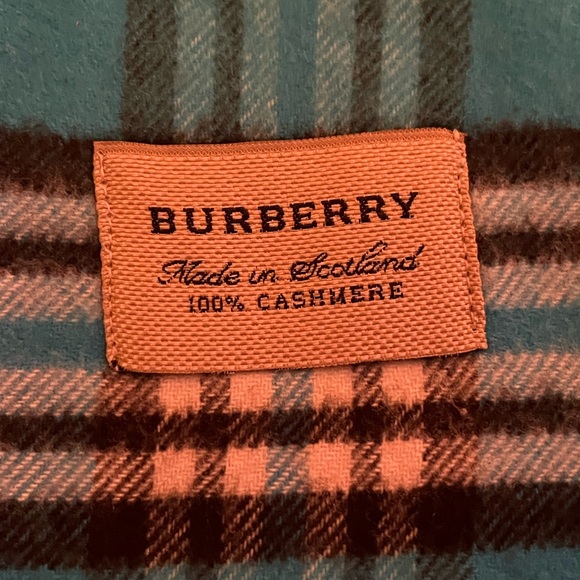 BURBERRY
Made in Scotland
100% CASHMERE